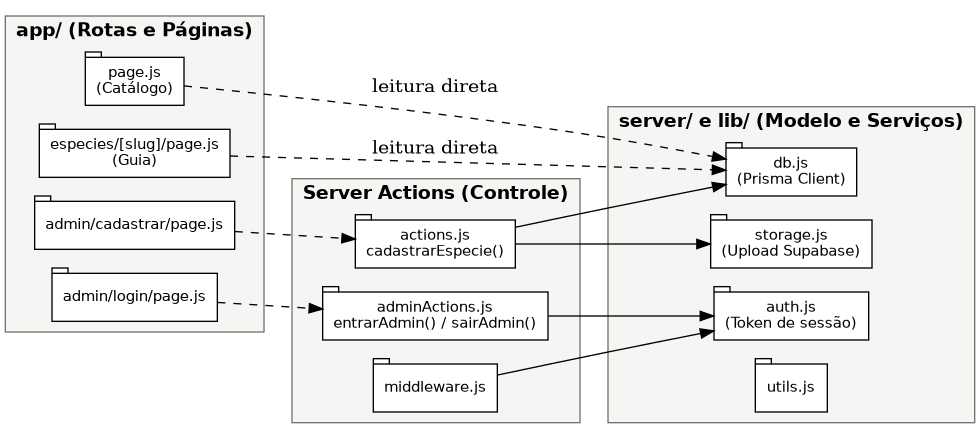 app/ (Rotas e Páginas)
page.js
(Catálogo)
especies/[slug]/page.js
(Guia)
admin/cadastrar/page.js
admin/login/page.js
leitura direta
leitura direta
Server Actions (Controle)
actions.js
cadastrarEspecie()
adminActions.js
entrarAdmin() / sairAdmin()
middleware.js
server/ e lib/ (Modelo e Serviços)
db.js
(Prisma Client)
storage.js
(Upload Supabase)
auth.js
(Token de sessão)
utils.js